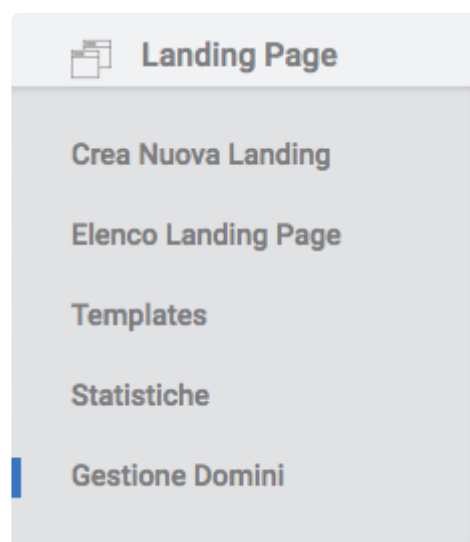 Landing Page
Crea Nuova Landing
Elenco Landing Page
Templates
Statistiche
Gestione Domini